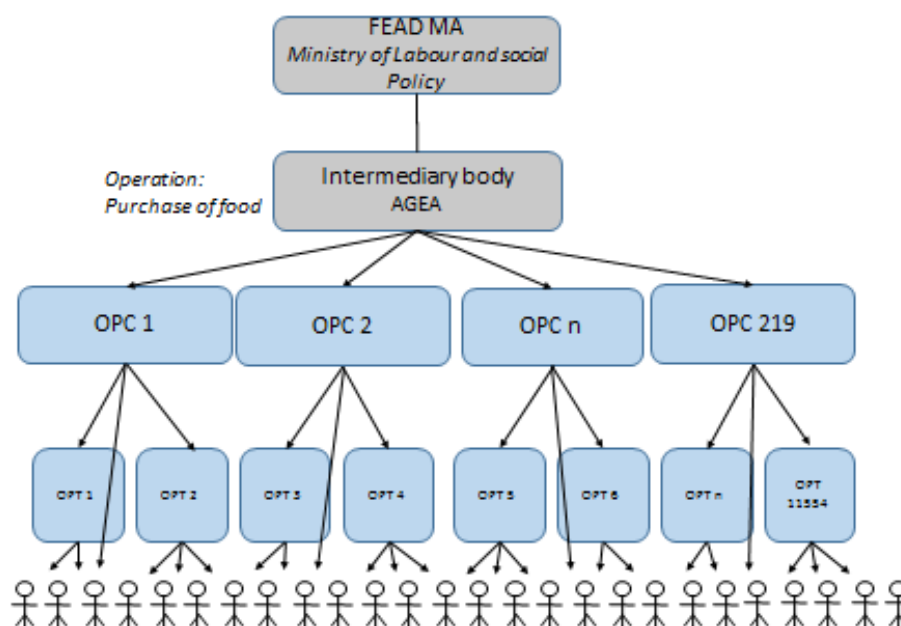 FEAD MA
Ministry of Labour and social
Policy
Operation:
Purchase of food
Intermediary body
AGEA
OPC 1
OPC 2
OPC n
OPC 219
OPT 1
OPT 2
OPT 3
OPT 4
OPT 5
OPT 6
OPT n
OPT
11554